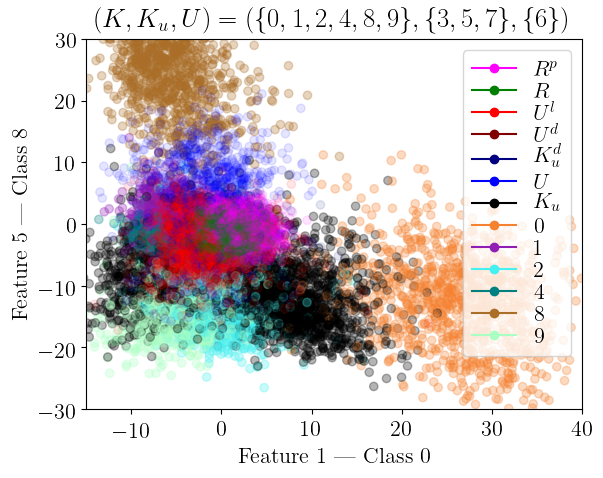 (K, K_u, U) = ({0, 1, 2, 4, 8, 9}, {3, 5, 7}, {6})
30
20
10
0
−10
−20
−30
−10
0
10
20
30
40
Feature 5 — Class 8
Feature 1 — Class 0
R^p
R
U^l
U^d
K_u^d
U
K_u
0
1
2
4
8
9